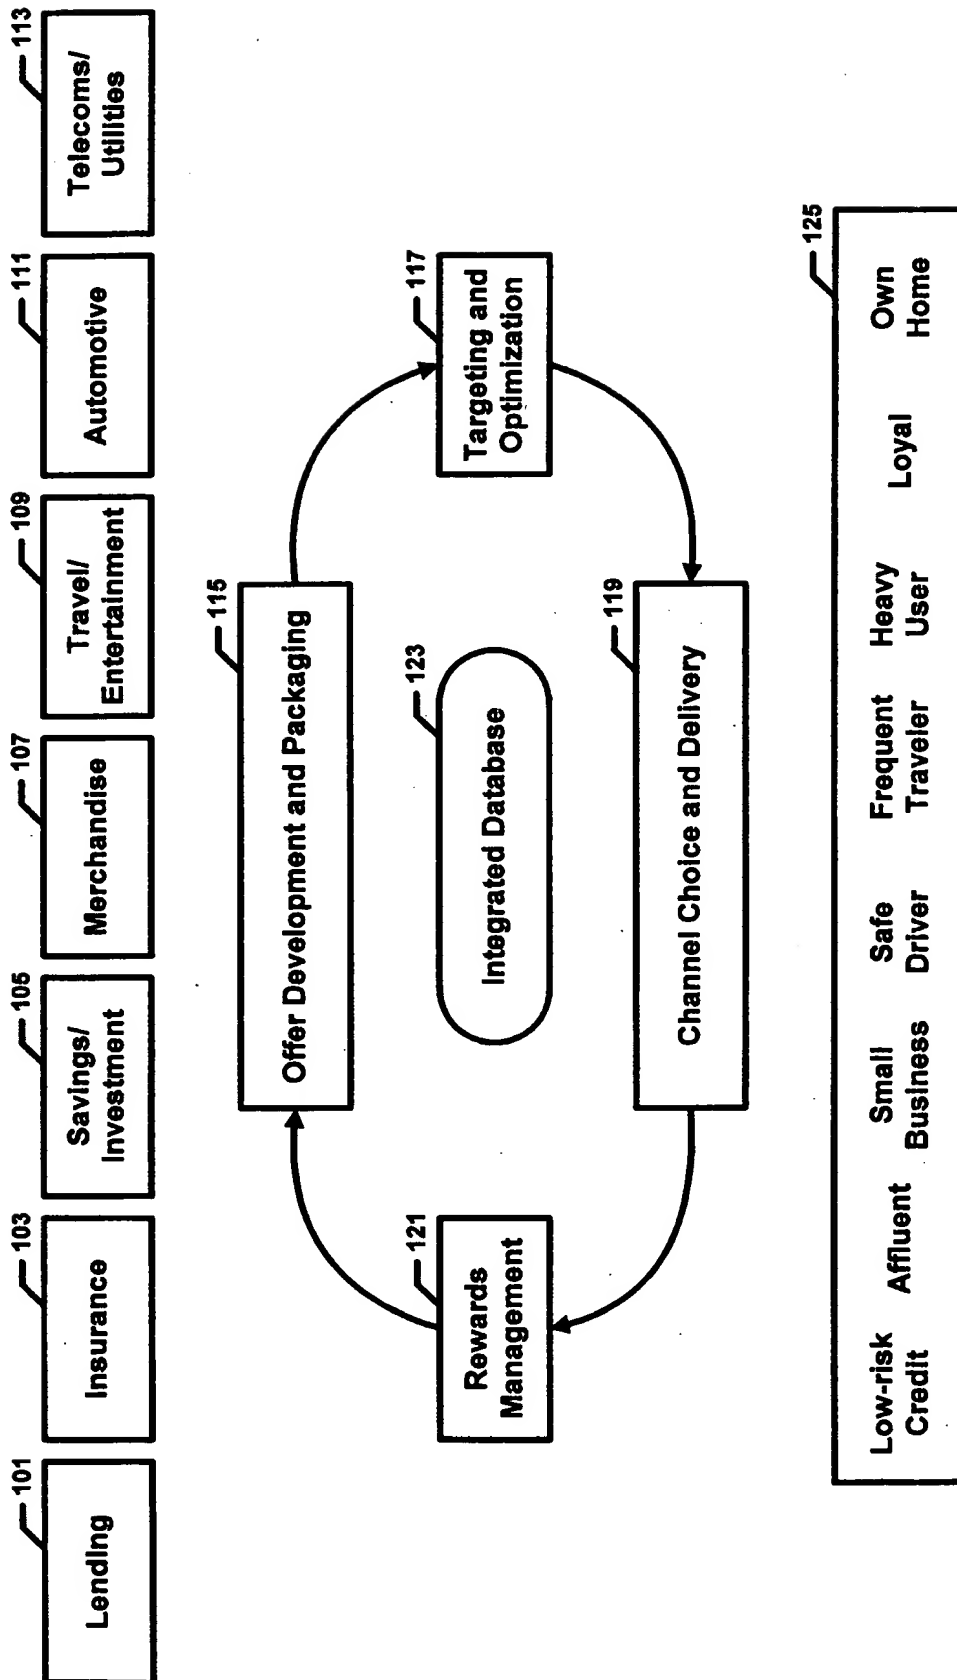 101
Lending
103
Insurance
105
Savings/
Investment
107
Merchandise
109
Travel/
Entertainment
111
Automotive
113
Telecoms/
Utilities
115
Offer Development and Packaging
121
Rewards
Management
123
Integrated Database
117
Targeting and
Optimization
119
Channel Choice and Delivery
125
Low-risk
Credit
Affluent
Small
Business
Safe
Driver
Frequent
Traveler
Heavy
User
Loyal
Own
Home